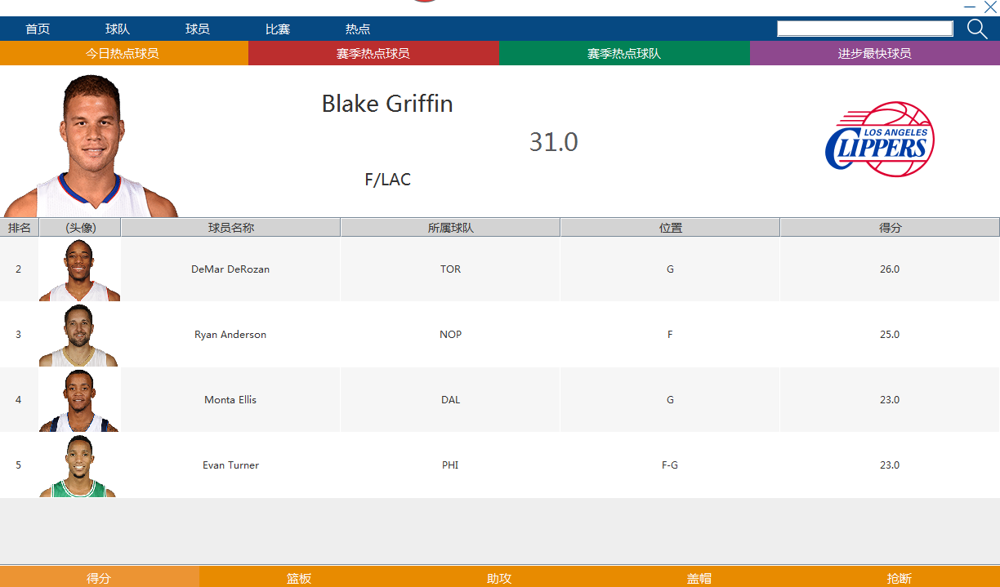 首页 球队 球员 比赛 热点
今日热点球员 赛季热点球员 赛季热点球队 进步最快球员
Blake Griffin
31.0
F/LAC
LOS ANGELES
CLIPPERS
排名 (头像) 球员名称 所属球队 位置 得分
2 DeMar DeRozan TOR G 26.0
3 Ryan Anderson NOP F 25.0
4 Monta Ellis DAL G 23.0
5 Evan Turner PHI F-G 23.0
得分 篮板 助攻 盖帽 抢断